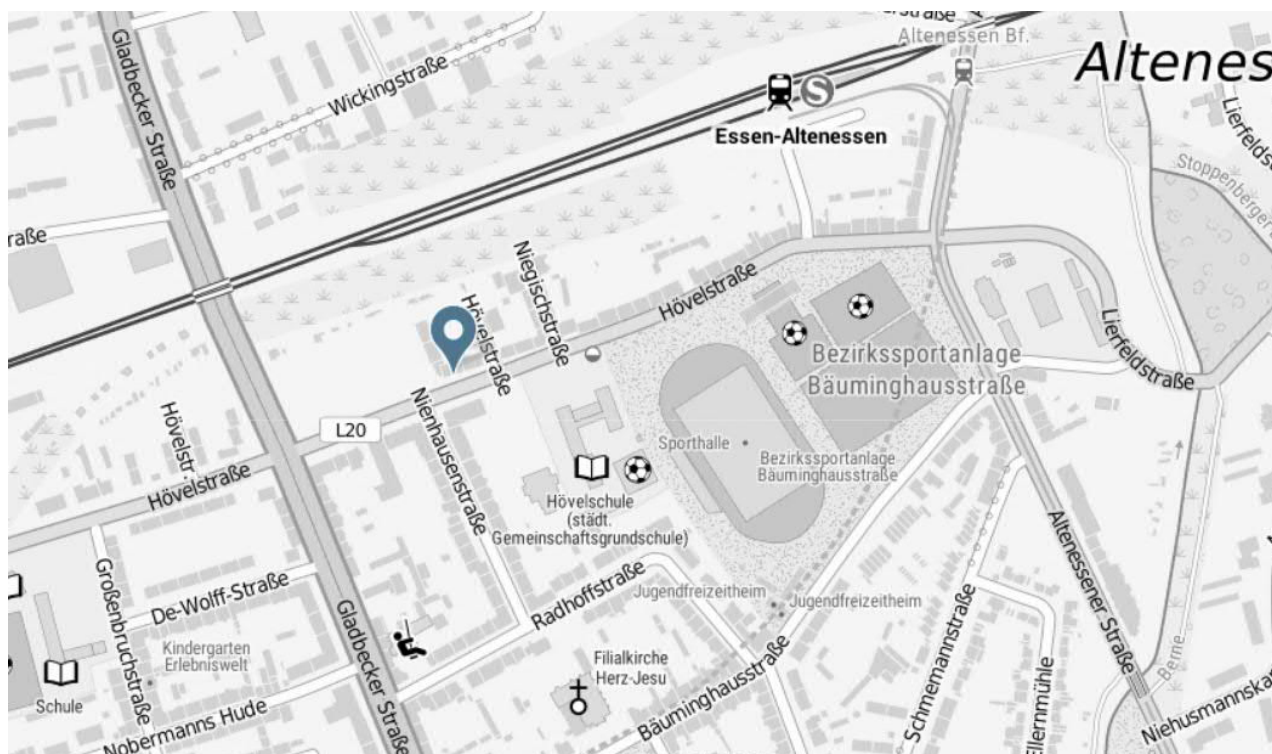 Altenessen Bf.
Altenes
Gladbecker Straße
Wickingstraße
S
Essen-Altenessen
Lierfeldstra
Stoppenberger
raße
Niegischstraße
Hövelstraße
Hövelstraße
Lierfeldstraße
Bezirkssportanlage
Bäuminghausstraße
L20
Nienhausenstraße
Hövelstr.
Hövelstraße
Sporthalle
Bezirkssportanlage
Bäuminghausstraße
Hövelschule
(städt.
Gemeinschaftsgrundschule)
Großenbruchstraße
De-Wolff-Straße
Radhoffstraße
Jugendfreizeitheim
Jugendfreizeitheim
Altenessener Straße
Schmemannstraße
Ellernmühle
Berne
Gladbecker Straße
Kindergarten
Erlebniswelt
Filialkirche
Herz-Jesu
Bäuminghausstraße
Schule
Nobermanns Hude
Niehusmannska